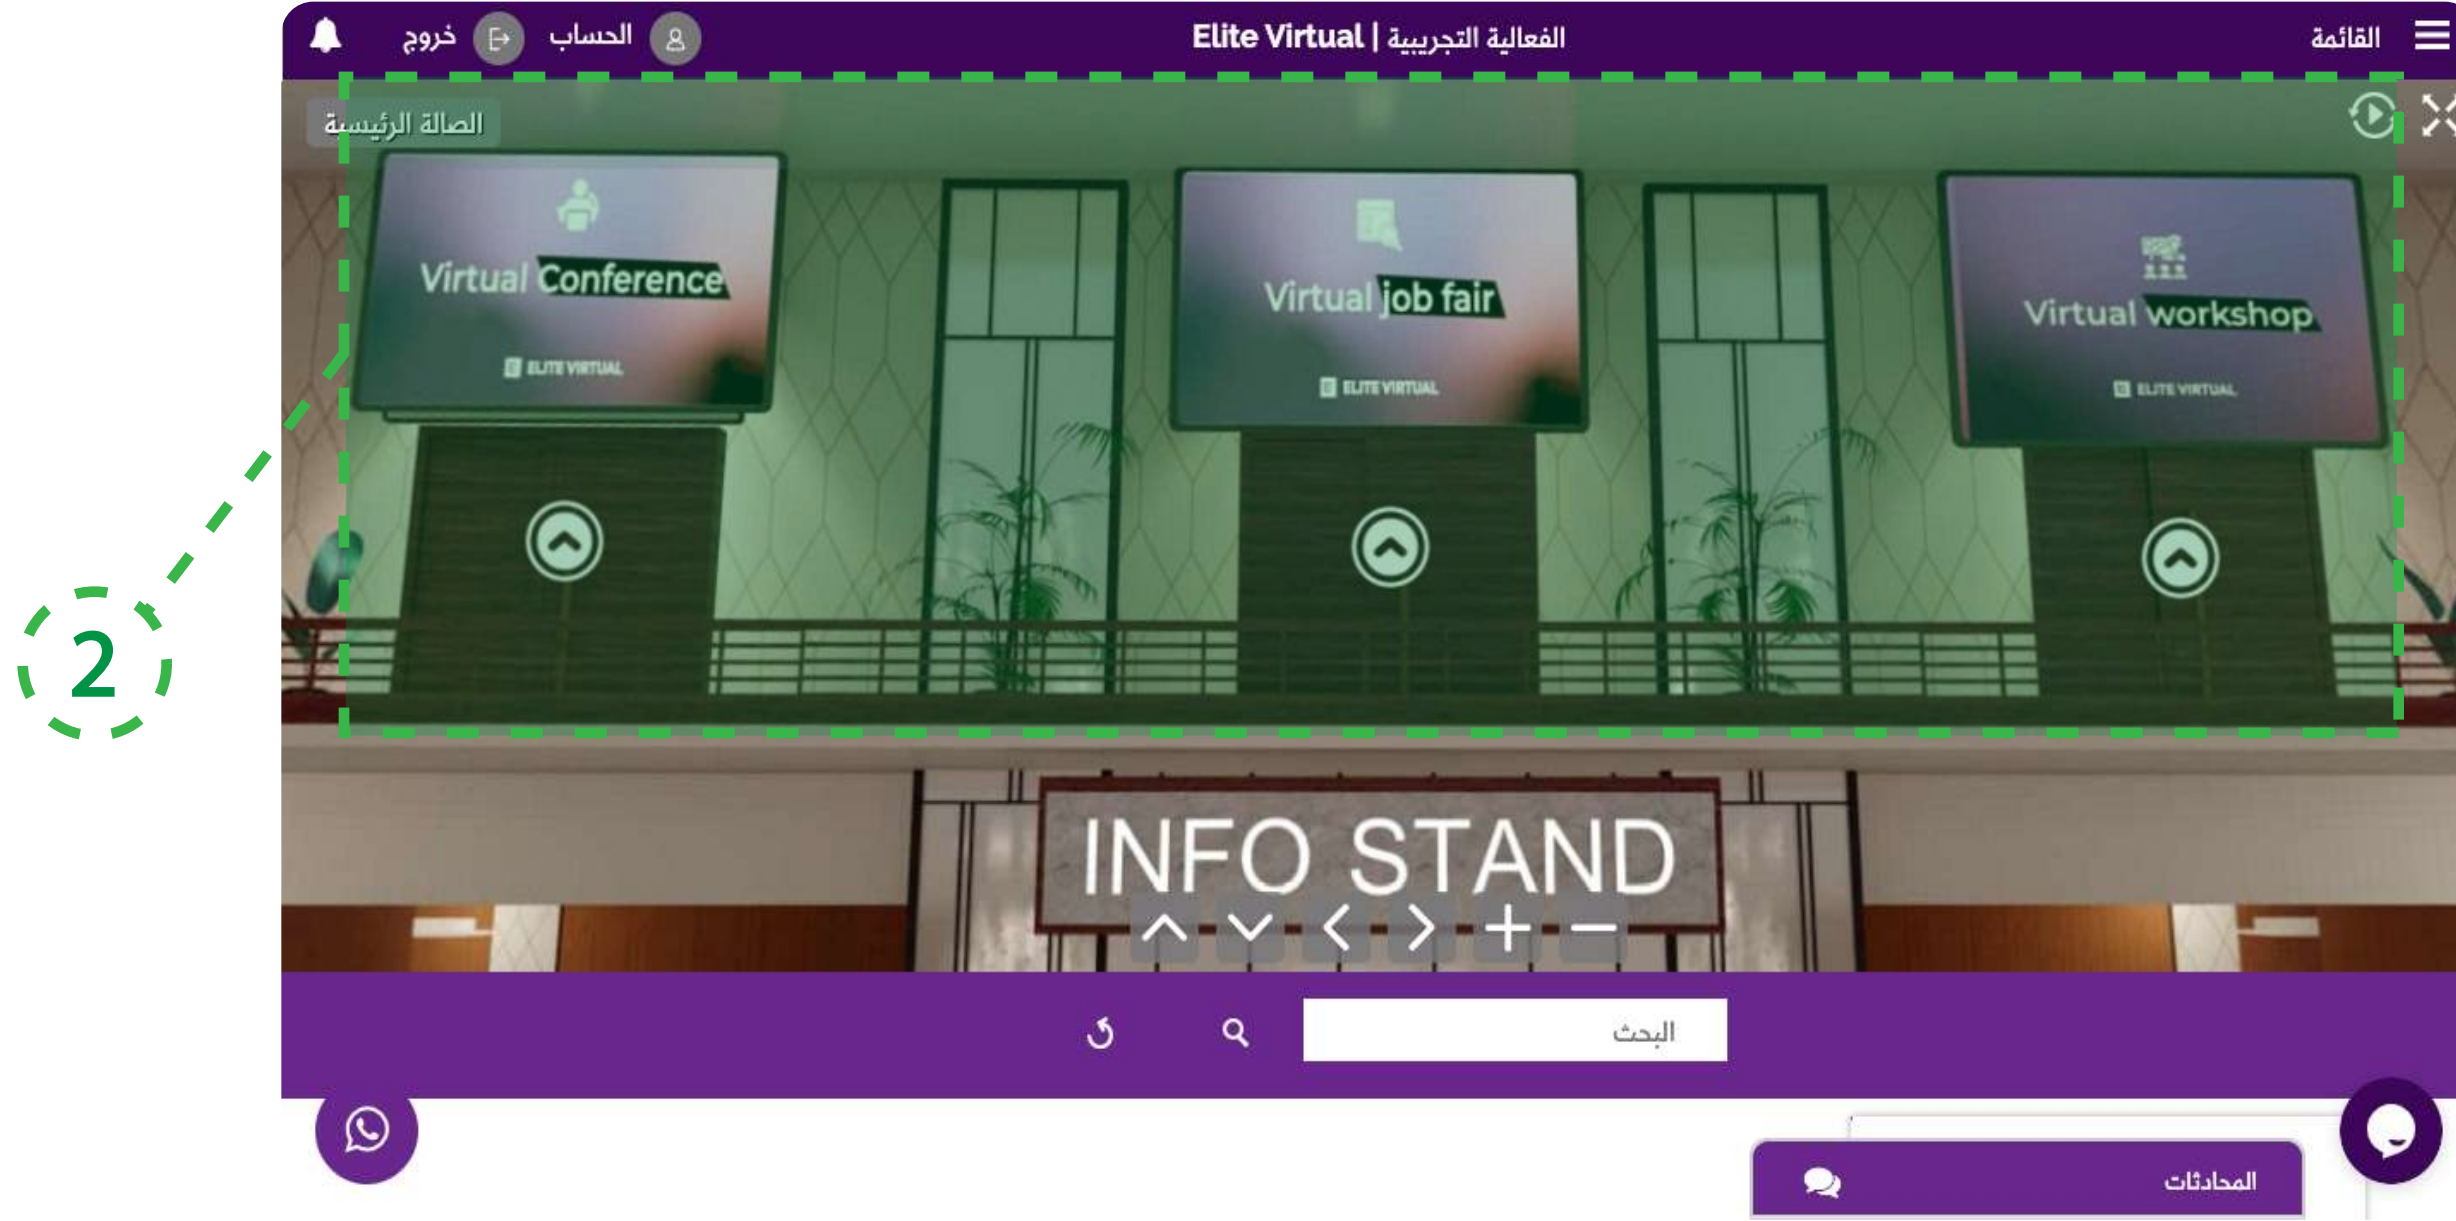 القائمة
الفعالية التجريبية | Elite Virtual
الحساب
خروج
الصالة الرئيسية
Virtual Conference
ELITE VIRTUAL
Virtual job fair
ELITE VIRTUAL
Virtual workshop
ELITE VIRTUAL
2
INFO STAND
البحث
المحادثات